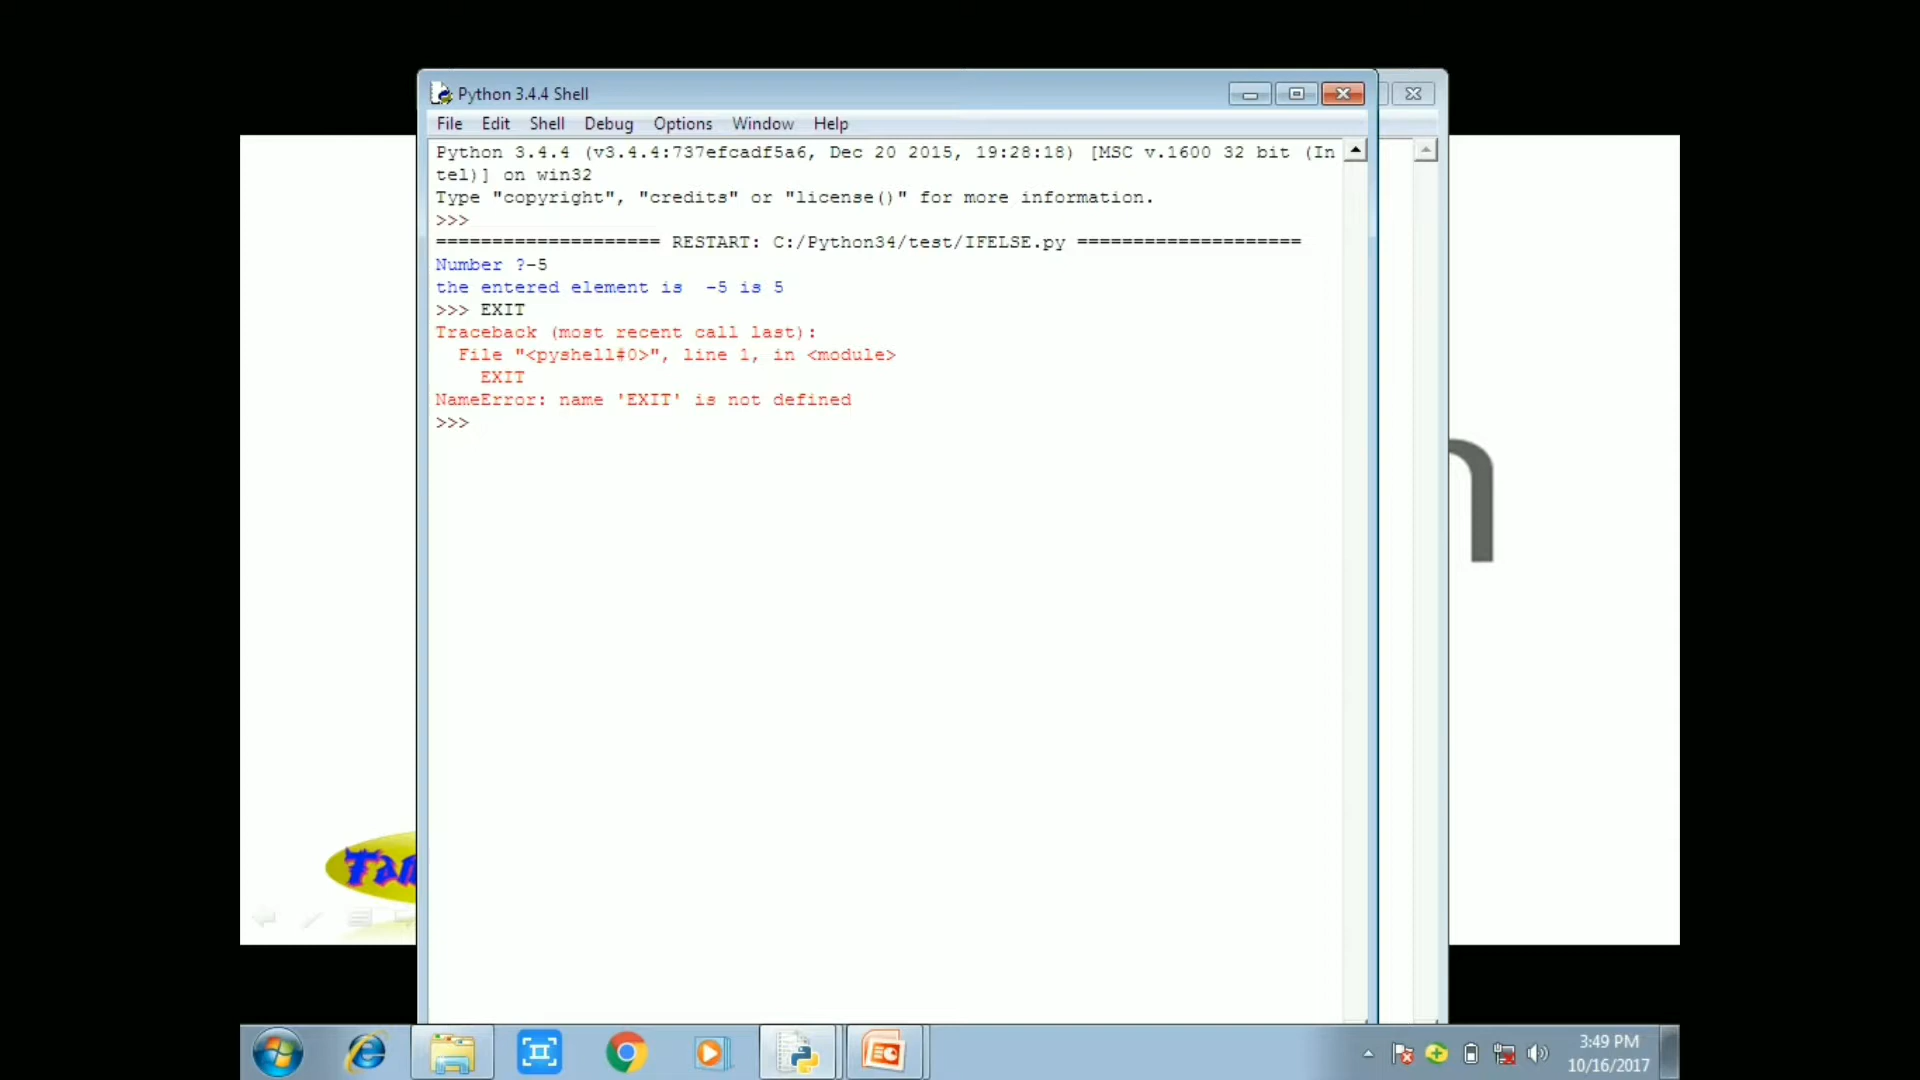 Python 3.4.4 Shell
File Edit Shell Debug Options Window Help
Python 3.4.4 (v3.4.4:737efcadf5a6, Dec 20 2015, 19:28:18) [MSC v.1600 32 bit (In
tel)] on win32
Type "copyright", "credits" or "license()" for more information.
>>>
==================== RESTART: C:/Python34/test/IFELSE.py ====================
Number ?-5
the entered element is  -5 is 5
>>> EXIT
Traceback (most recent call last):
  File "<pyshell#0>", line 1, in <module>
    EXIT
NameError: name 'EXIT' is not defined
>>>
n
3:49 PM
10/16/2017